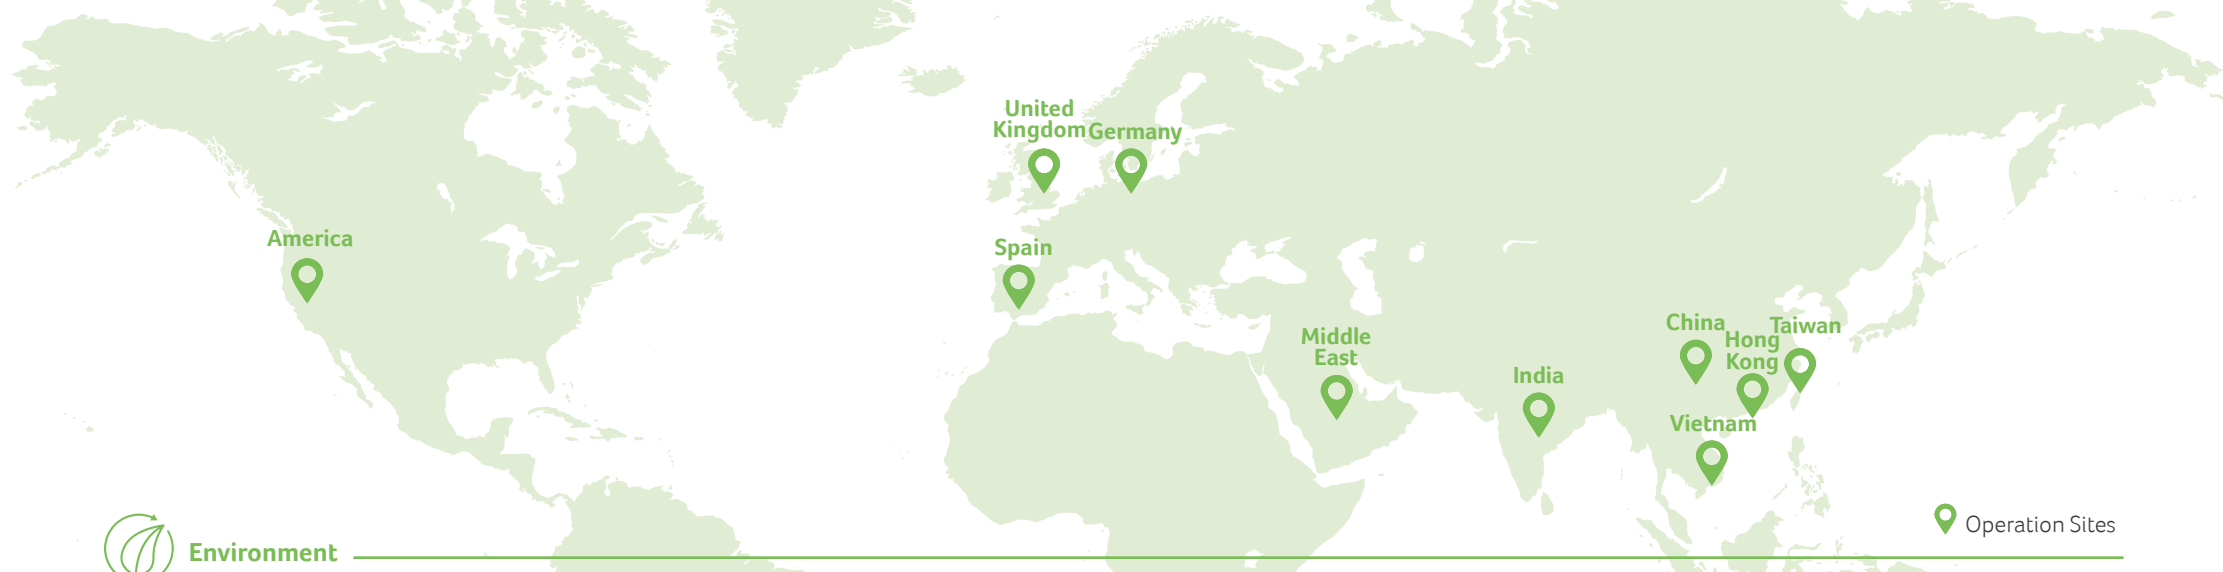 United
Kingdom
Germany
America
Spain
Middle
East
India
China
Hong
Kong
Taiwan
Vietnam
Operation Sites
Environment